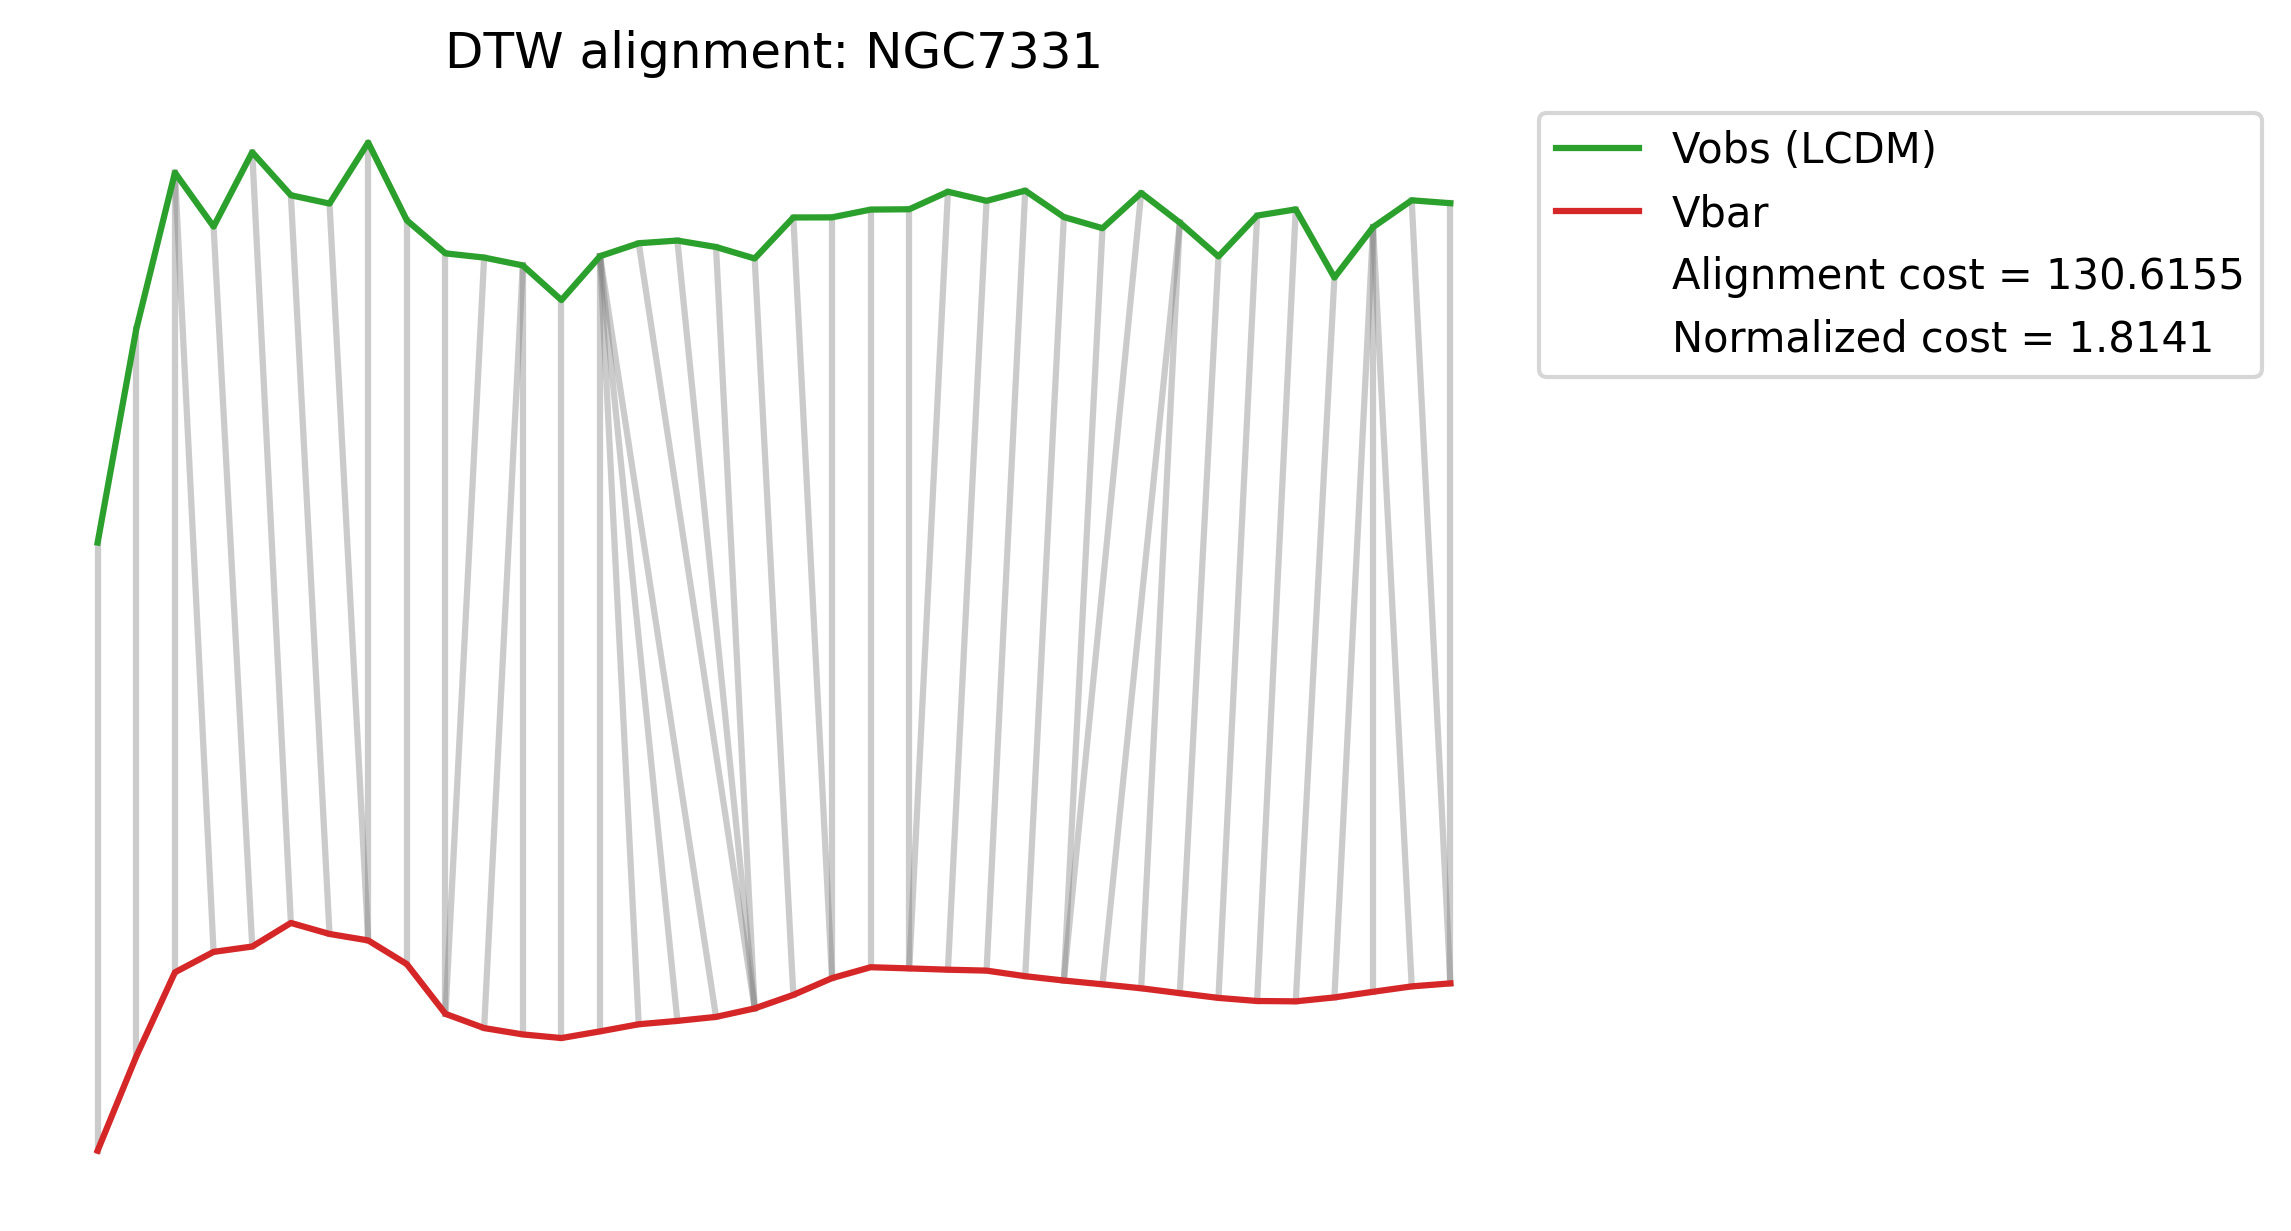 DTW alignment: NGC7331
Vobs (LCDM)
Vbar
Alignment cost = 130.6155
Normalized cost = 1.8141